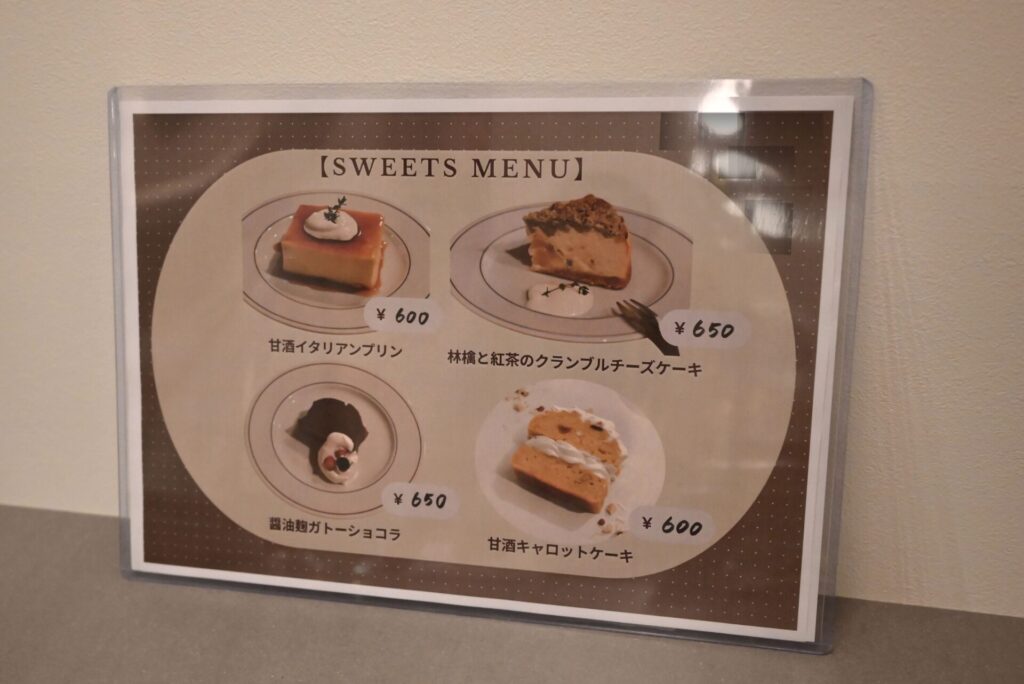 【SWEETS MENU】
¥ 600
甘酒イタリアンプリン
¥ 650
林檎と紅茶のクランブルチーズケーキ
¥ 650
醤油麹ガトーショコラ
¥ 600
甘酒キャロットケーキ